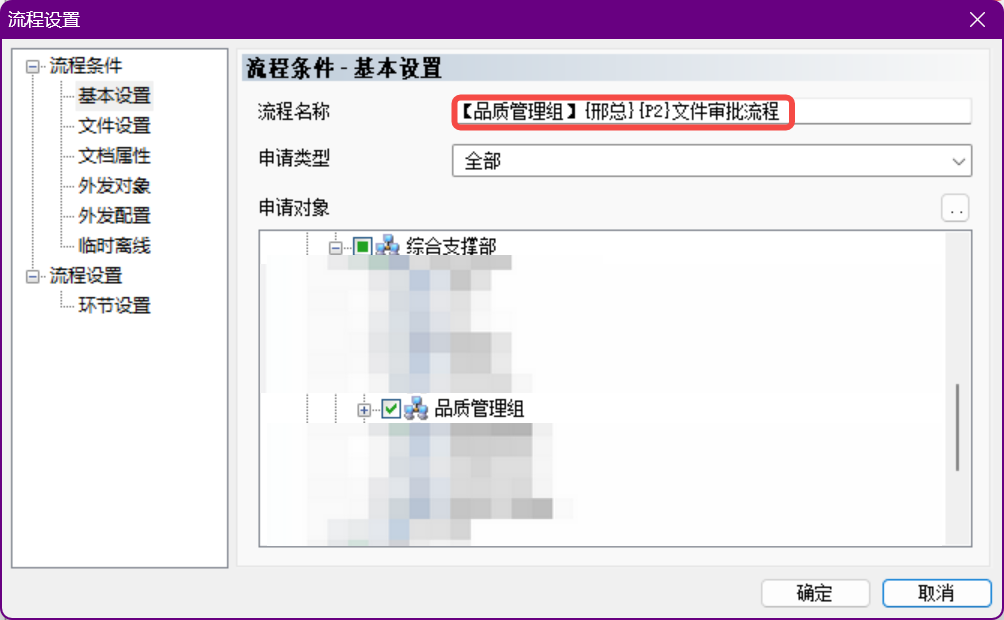 流程设置
流程条件
基本设置
文件设置
文档属性
外发对象
外发配置
临时离线
流程设置
环节设置
流程条件 - 基本设置
流程名称
【品质管理组】{邢总}{P2}文件审批流程
申请类型
全部
申请对象
..
综合支撑部
品质管理组
确定
取消